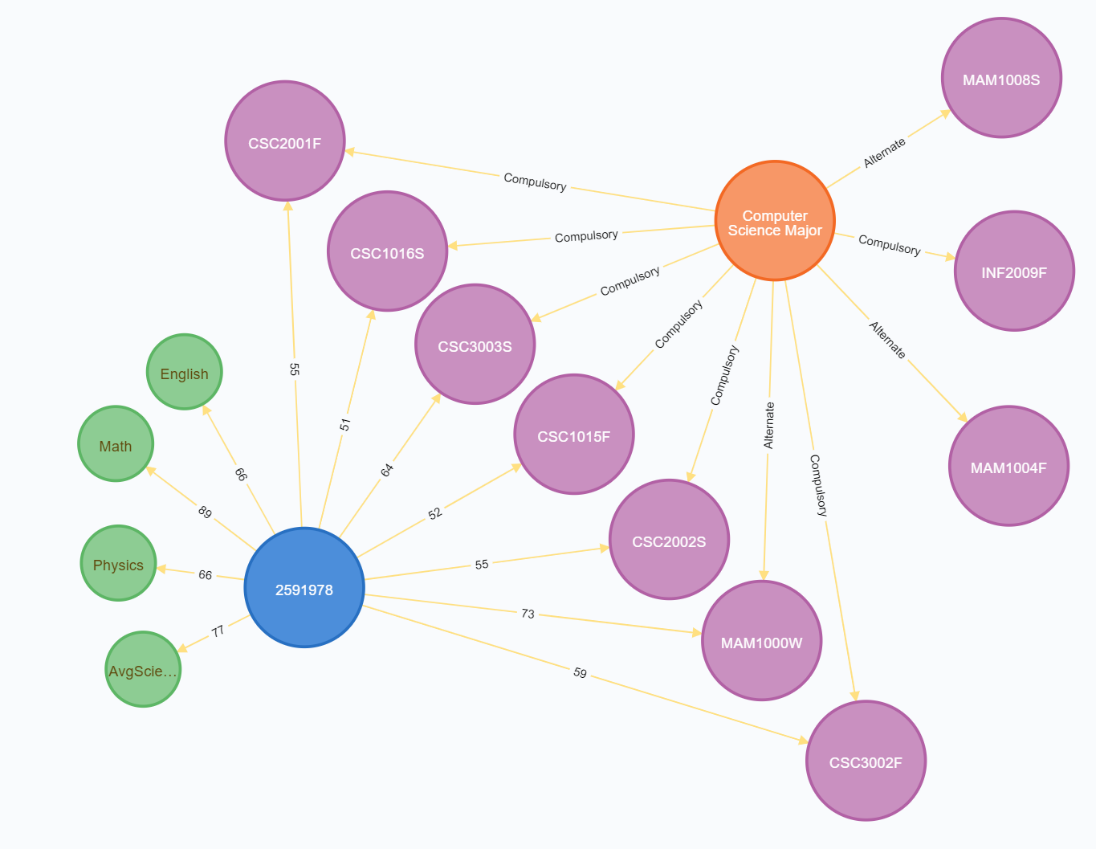 MAM1008S
CSC2001F
Alternate
Compulsory
Computer
Science Major
CSC1016S
Compulsory
Compulsory
INF2009F
Compulsory
Compulsory
Alternate
CSC3003S
English
55
Compulsory
Math
51
CSC1015F
Alternate
MAM1004F
66
64
Compulsory
89
52
CSC2002S
Physics
66
55
2591978
73
MAM1000W
77
AvgScie...
59
CSC3002F